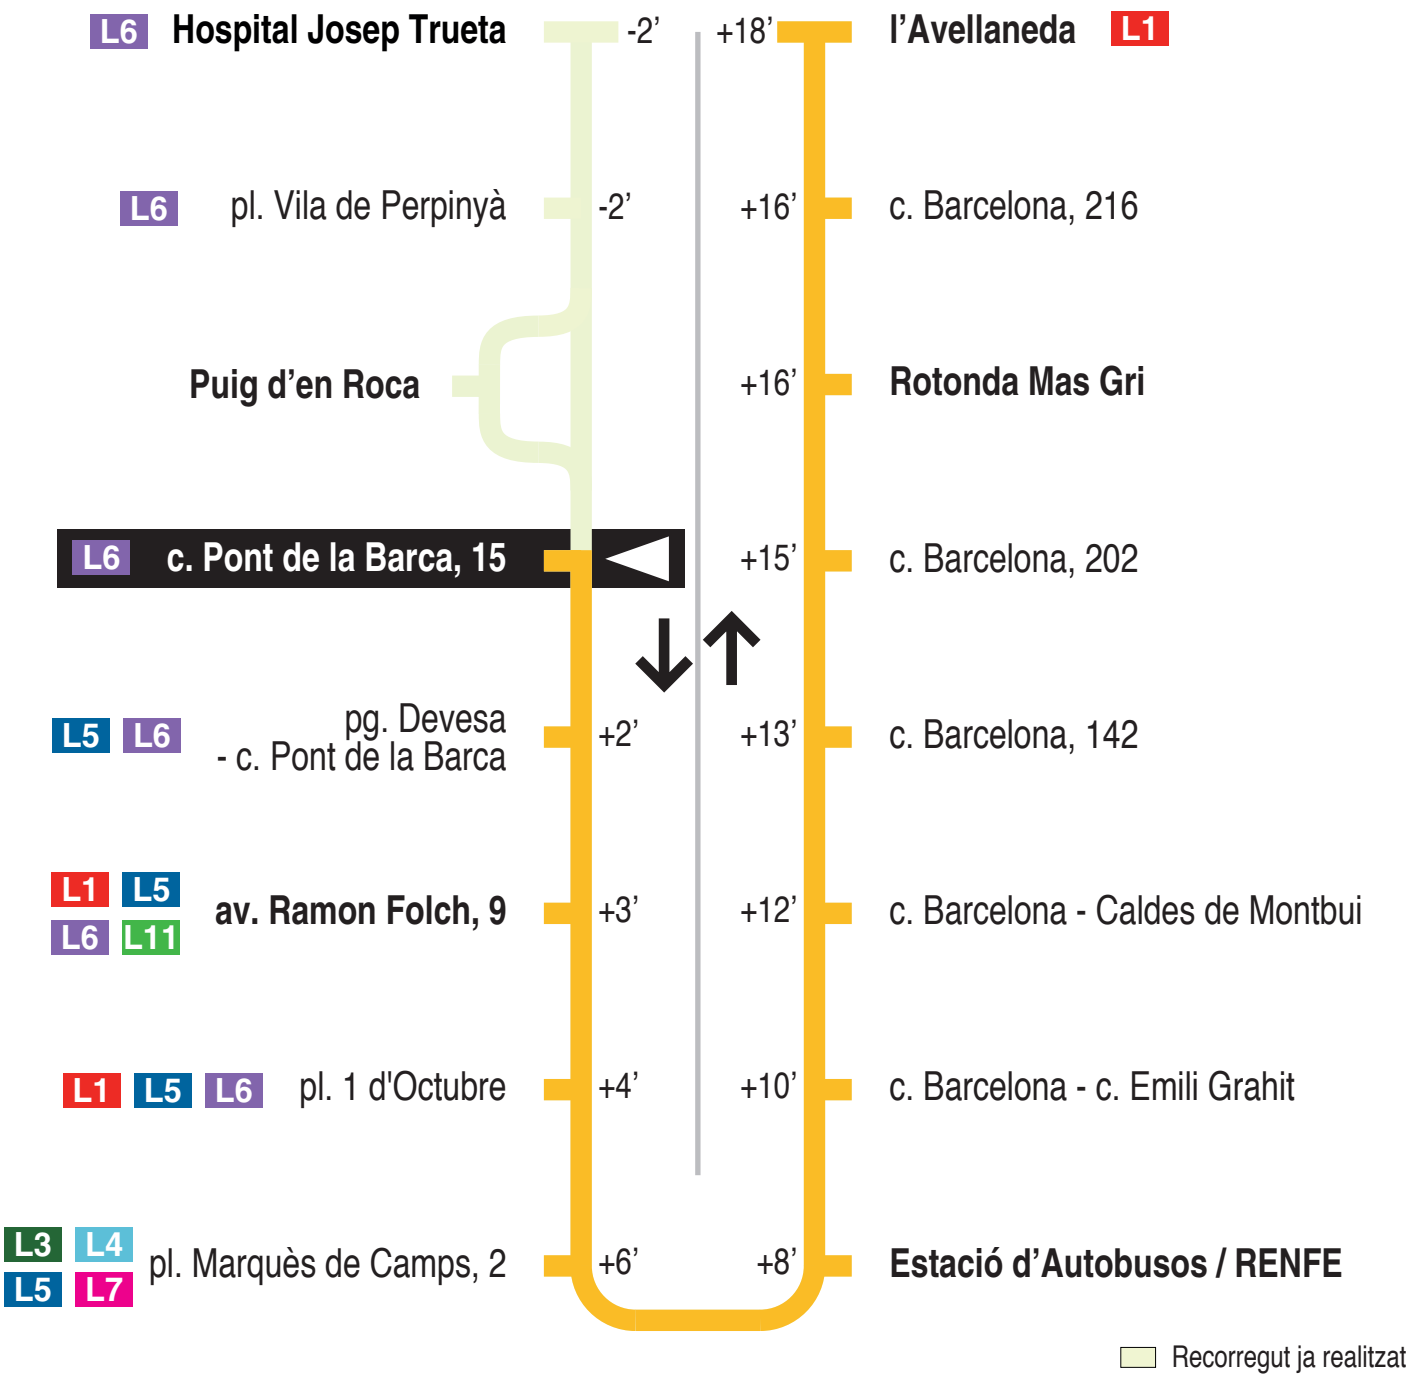 L6 Hospital Josep Trueta -2’
L6 pl. Vila de Perpinyà -2’
Puig d’en Roca
L6 c. Pont de la Barca, 15
L5 L6 pg. Devesa
- c. Pont de la Barca +2’
L1 L5
L6 L11
av. Ramon Folch, 9 +3’
L1 L5 L6 pl. 1 d'Octubre +4’
L3 L4
L5 L7
pl. Marquès de Camps, 2 +6’
+18’ l’Avellaneda L1
+16’ c. Barcelona, 216
+16’ Rotonda Mas Gri
+15’ c. Barcelona, 202
+13’ c. Barcelona, 142
+12’ c. Barcelona - Caldes de Montbui
+10’ c. Barcelona - c. Emili Grahit
+8’ Estació d’Autobusos / RENFE
Recorregut ja realitzat